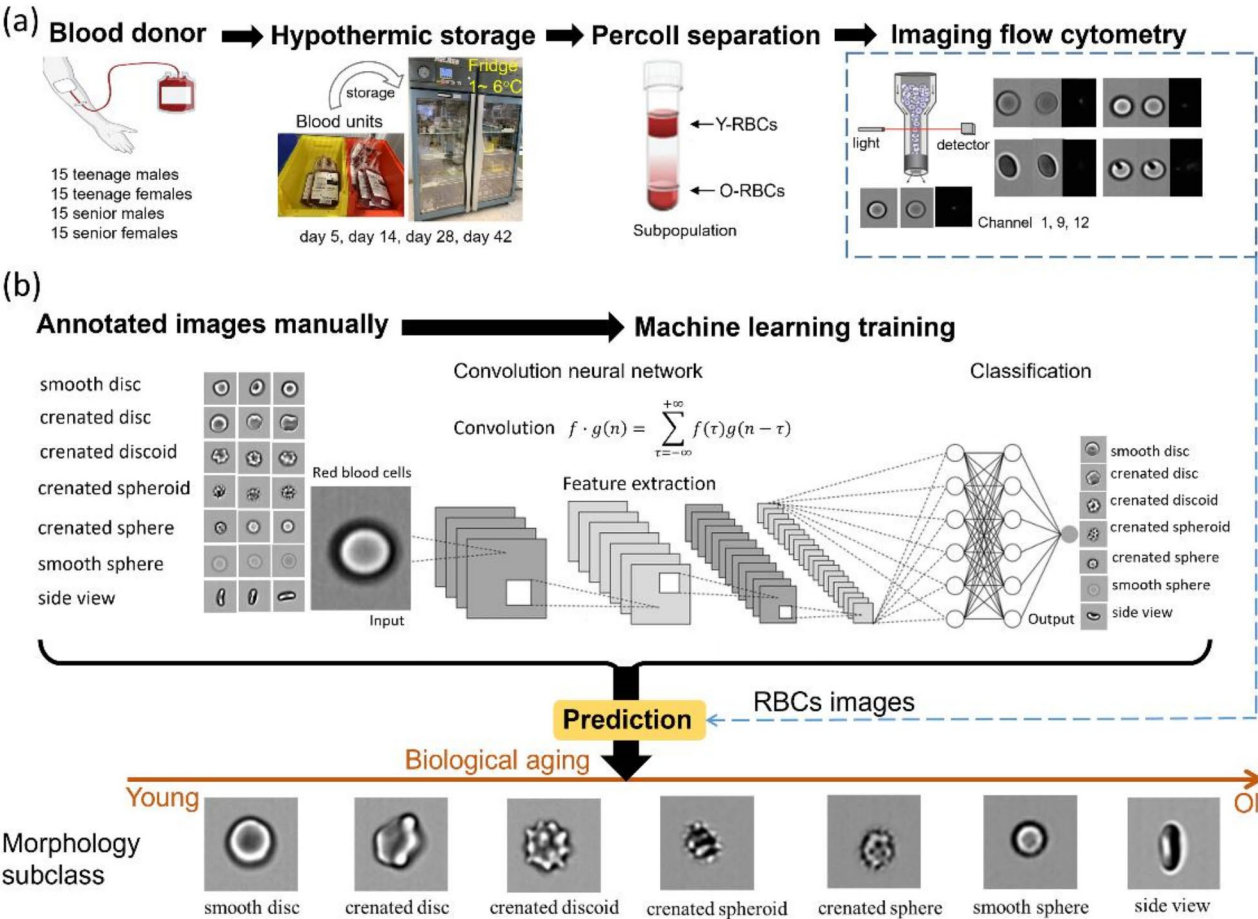 (a)
Blood donor
Hypothermic storage
Percoll separation
Imaging flow cytometry
15 teenage males
15 teenage females
15 senior males
15 senior females
storage
Blood units
Fridge
1~ 6°C
day 5, day 14, day 28, day 42
Y-RBCs
O-RBCs
Subpopulation
light
detector
Channel 1, 9, 12
(b)
Annotated images manually
Machine learning training
smooth disc
crenated disc
crenated discoid
crenated spheroid
crenated sphere
smooth sphere
side view
Red blood cells
Input
Convolution neural network
Convolution f · g(n) = ∑_{τ=−∞}^{+∞} f(τ)g(n − τ)
Feature extraction
Classification
Output
smooth disc
crenated disc
crenated discoid
crenated spheroid
crenated sphere
smooth sphere
side view
Prediction
RBCs images
Biological aging
Young
Ol
Morphology
subclass
smooth disc
crenated disc
crenated discoid
crenated spheroid
crenated sphere
smooth sphere
side view